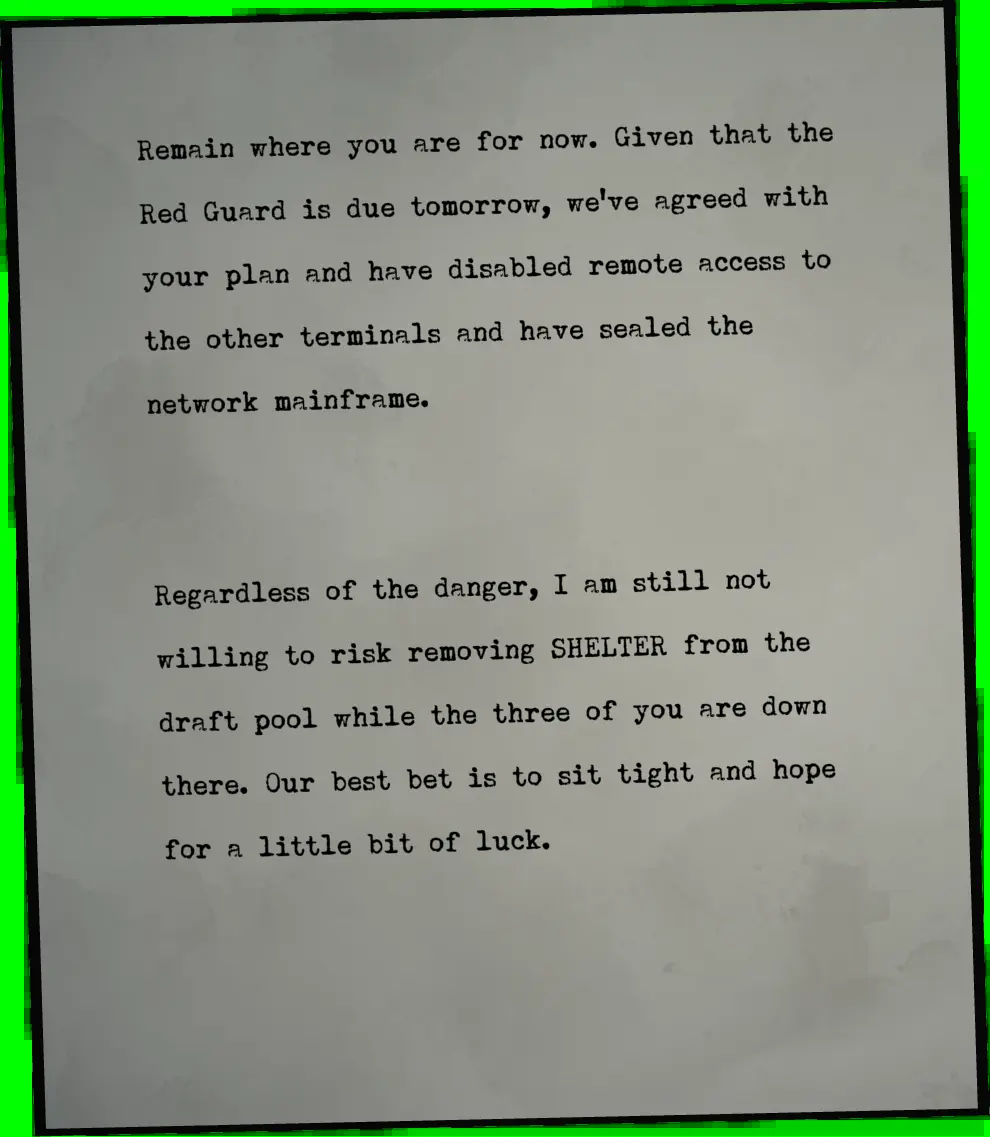 Remain where you are for now. Given that the
Red Guard is due tomorrow, we've agreed with
your plan and have disabled remote access to
the other terminals and have sealed the
network mainframe.
Regardless of the danger, I am still not
willing to risk removing SHELTER from the
draft pool while the three of you are down
there. Our best bet is to sit tight and hope
for a little bit of luck.